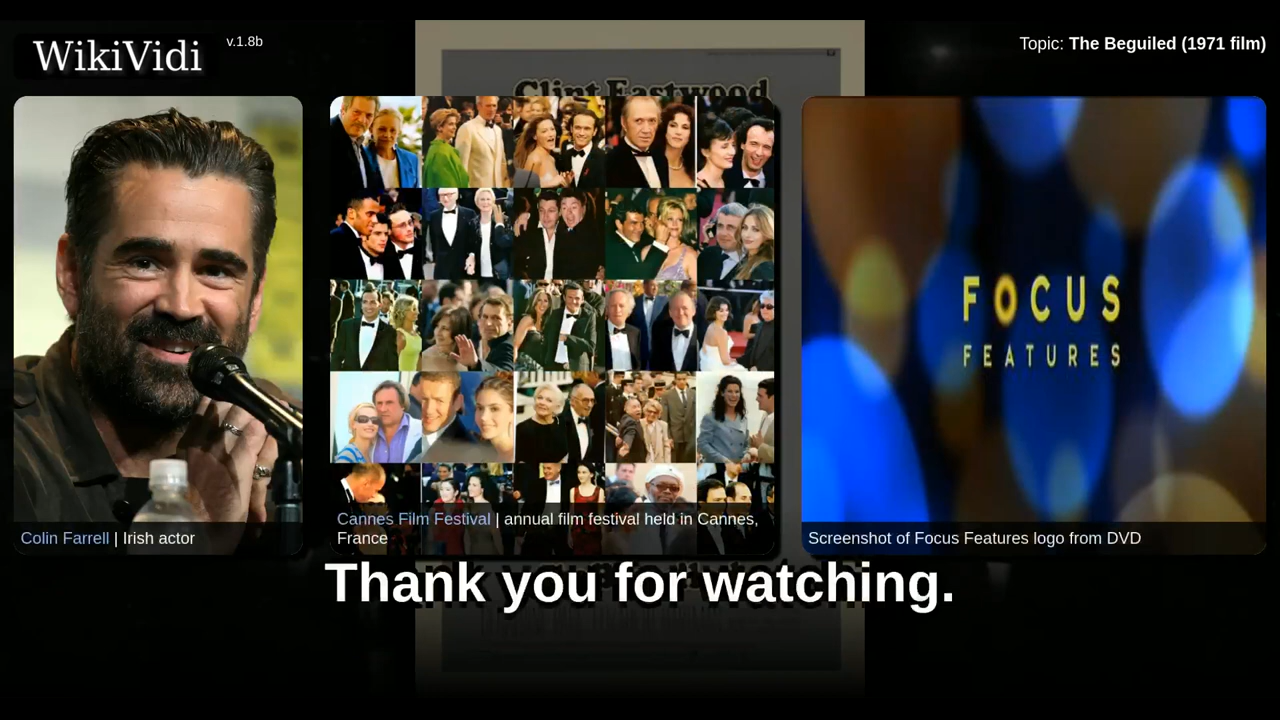 WikiVidi
v.1.8b
Topic: The Beguiled (1971 film)
Clint Eastwood
FOCUS
FEATURES
Colin Farrell | Irish actor
Cannes Film Festival | annual film festival held in Cannes,
France
Screenshot of Focus Features logo from DVD
Thank you for watching.